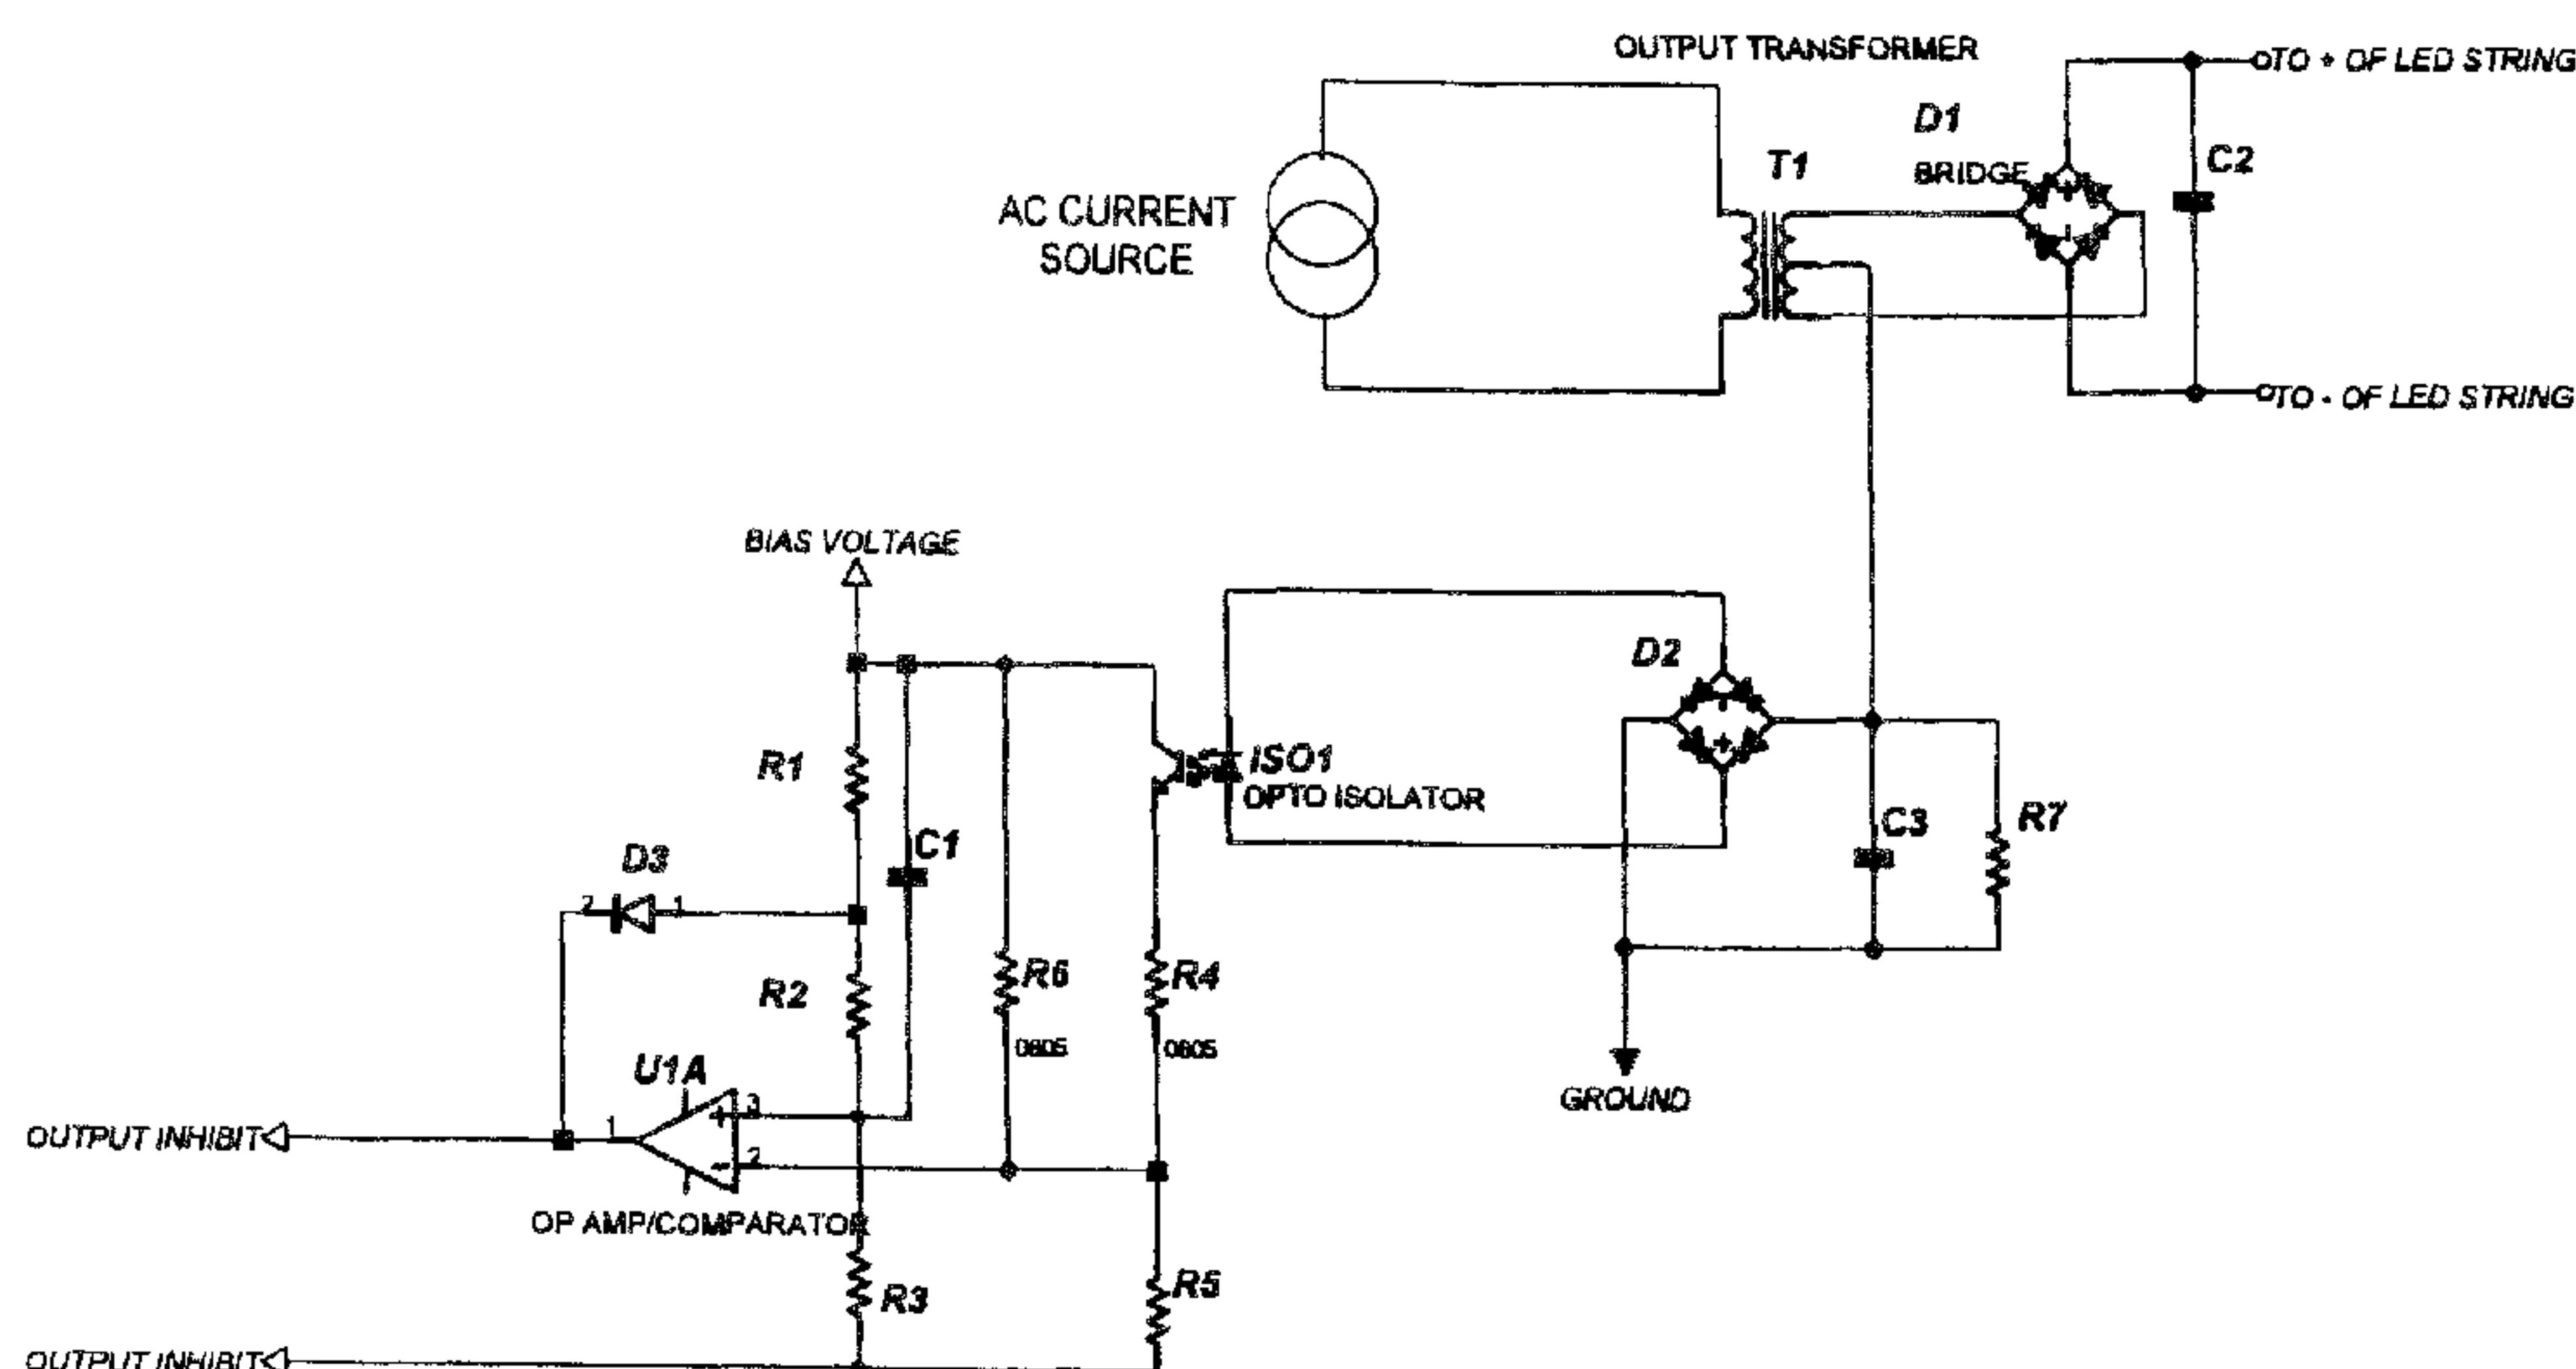 OUTPUT TRANSFORMER
TO + OF LED STRING
D1
BRIDGE
C2
T1
AC CURRENT
SOURCE
+
-
TO - OF LED STRING
BIAS VOLTAGE
D2
-
+
R1
ISO1
OPTO ISOLATOR
C3
R7
C1
D3
2
1
R2
R6
R4
0805
0805
U1A
GROUND
3
+
1
OUTPUT INHIBIT
2
-
OP AMP/COMPARATOR
R3
R5
OUTPUT INHIBIT